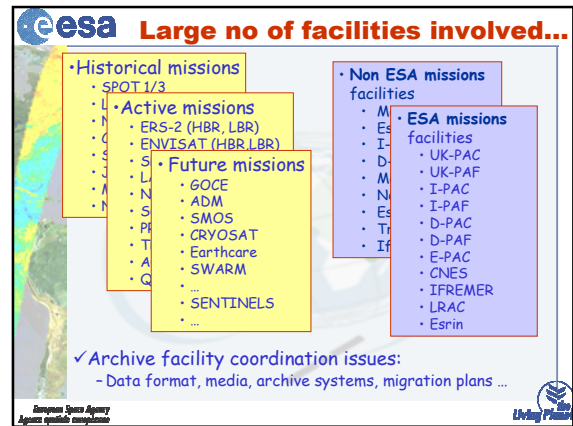 esa Large no of facilities involved...
•Historical missions
• SPOT 1/3
•Active missions
• ERS-2 (HBR, LBR)
• ENVISAT (HBR,LBR)
• Future missions
• GOCE
• ADM
• SMOS
• CRYOSAT
• Earthcare
• SWARM
• ...
• SENTINELS
• ...
• Non ESA missions
facilities
• ESA missions
facilities
• UK-PAC
• UK-PAF
• I-PAC
• I-PAF
• D-PAC
• D-PAF
• E-PAC
• CNES
• IFREMER
• LRAC
• Esrin
✓Archive facility coordination issues:
– Data format, media, archive systems, migration plans ...
European Space Agency
Agence spatiale européenne
the
Living Planet